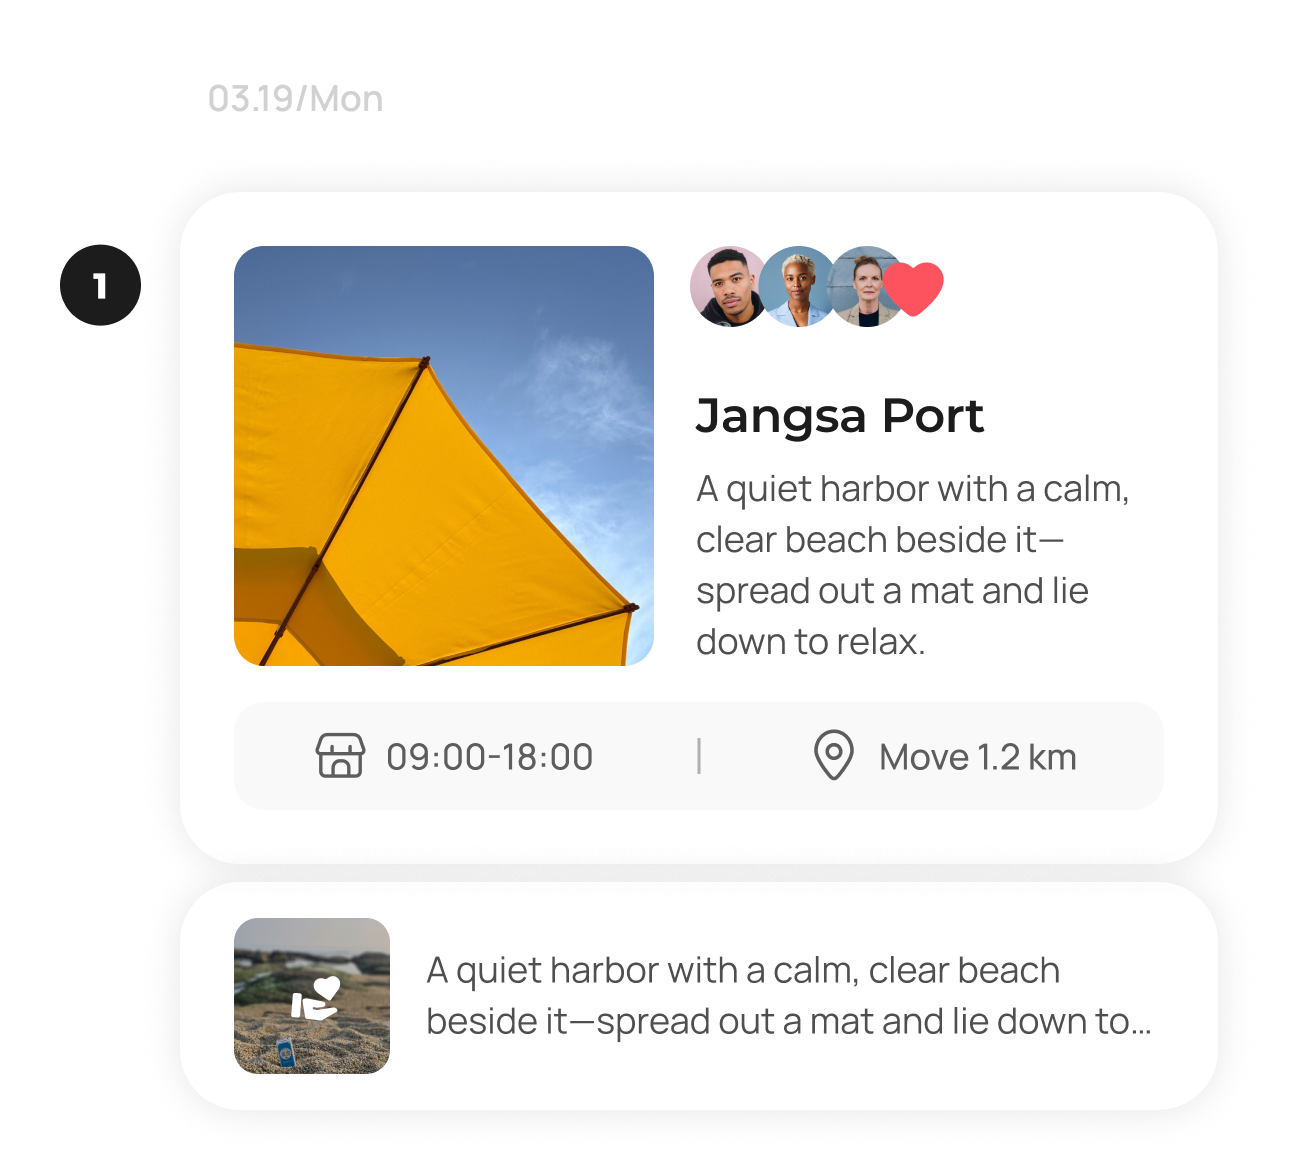 03.19/Mon
1
Jangsa Port
A quiet harbor with a calm,
clear beach beside it—
spread out a mat and lie
down to relax.
09:00-18:00 | Move 1.2 km
A quiet harbor with a calm, clear beach
beside it—spread out a mat and lie down to...